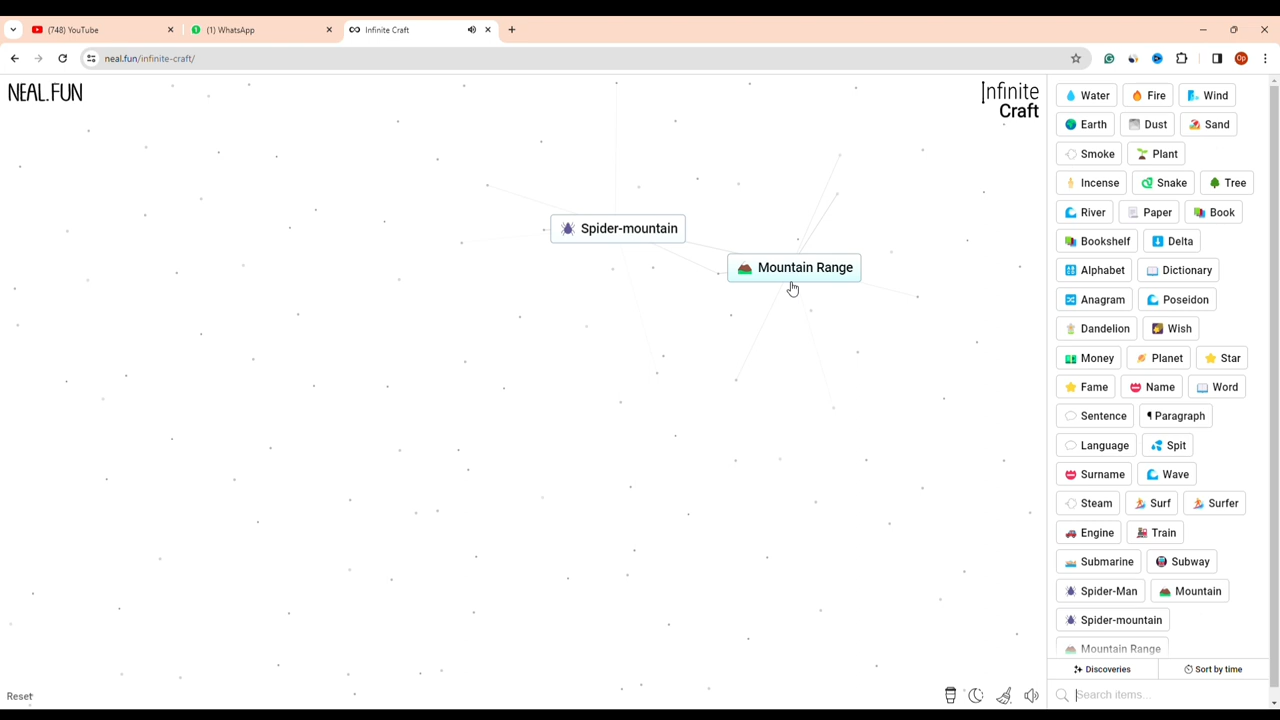 (748) YouTube
(1) WhatsApp
Infinite Craft
neal.fun/infinite-craft/
Op
NEAL.FUN
Infinite
Craft
Spider-mountain
Mountain Range
Water
Fire
Wind
Earth
Dust
Sand
Smoke
Plant
Incense
Snake
Tree
River
Paper
Book
Bookshelf
Delta
Alphabet
Dictionary
Anagram
Poseidon
Dandelion
Wish
Money
Planet
Star
Fame
Name
Word
Sentence
Paragraph
Language
Spit
Surname
Wave
Steam
Surf
Surfer
Engine
Train
Submarine
Subway
Spider-Man
Mountain
Spider-mountain
Mountain Range
Discoveries
Sort by time
Search items...
Reset